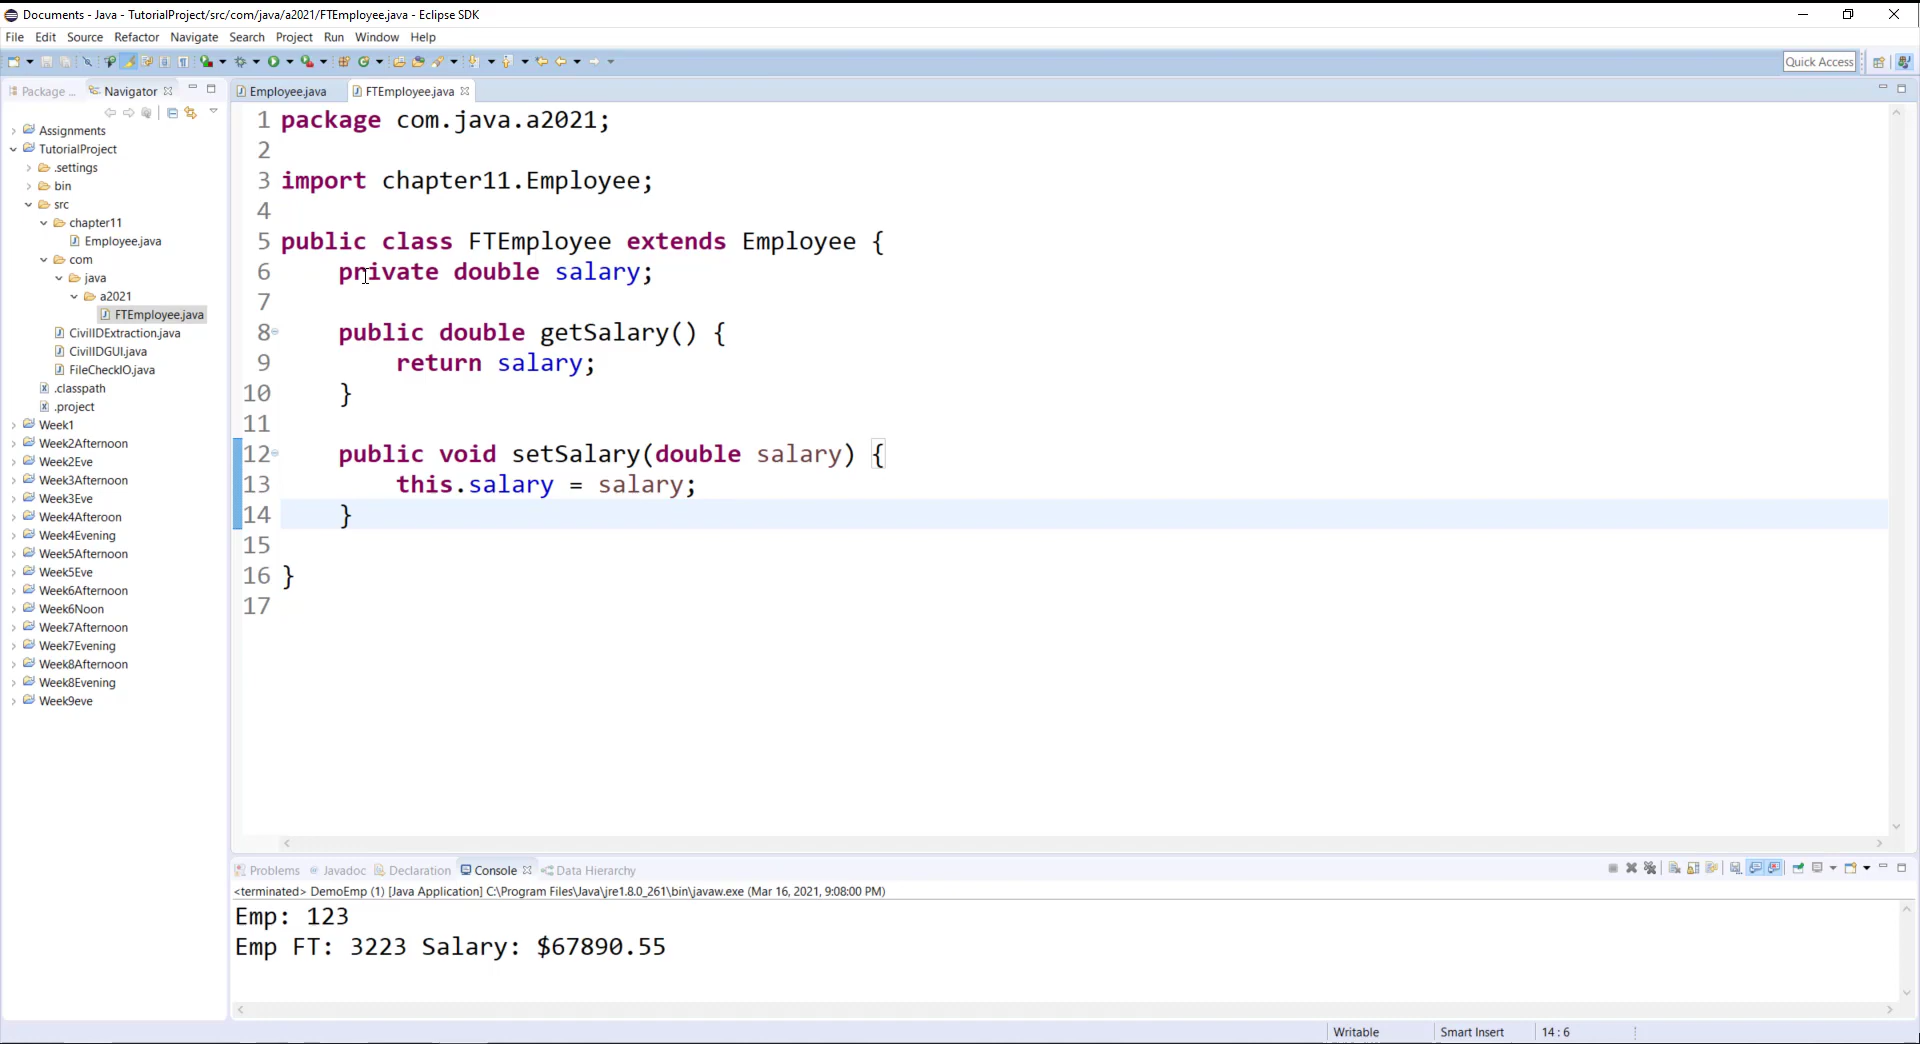 Documents - Java - TutorialProject/src/com/java/a2021/FTEmployee.java - Eclipse SDK
File Edit Source Refactor Navigate Search Project Run Window Help
Quick Access
Package ... Navigator
Assignments
TutorialProject
.settings
bin
src
chapter11
Employee.java
com
java
a2021
FTEmployee.java
CivilIDExtraction.java
CivilIDGUI.java
FileCheckIO.java
.classpath
.project
Week1
Week2Afternoon
Week2Eve
Week3Afternoon
Week3Eve
Week4Afteroon
Week4Evening
Week5Afternoon
Week5Eve
Week6Afternoon
Week6Noon
Week7Afternoon
Week7Evening
Week8Afternoon
Week8Evening
Week9eve
Employee.java FTEmployee.java
1 package com.java.a2021;
2
3 import chapter11.Employee;
4
5 public class FTEmployee extends Employee {
6     private double salary;
7
8     public double getSalary() {
9         return salary;
10     }
11
12     public void setSalary(double salary) {
13         this.salary = salary;
14     }
15
16 }
17
Problems Javadoc Declaration Console Data Hierarchy
<terminated> DemoEmp (1) [Java Application] C:\Program Files\Java\jre1.8.0_261\bin\javaw.exe (Mar 16, 2021, 9:08:00 PM)
Emp: 123
Emp FT: 3223 Salary: $67890.55
Writable Smart Insert 14 : 6